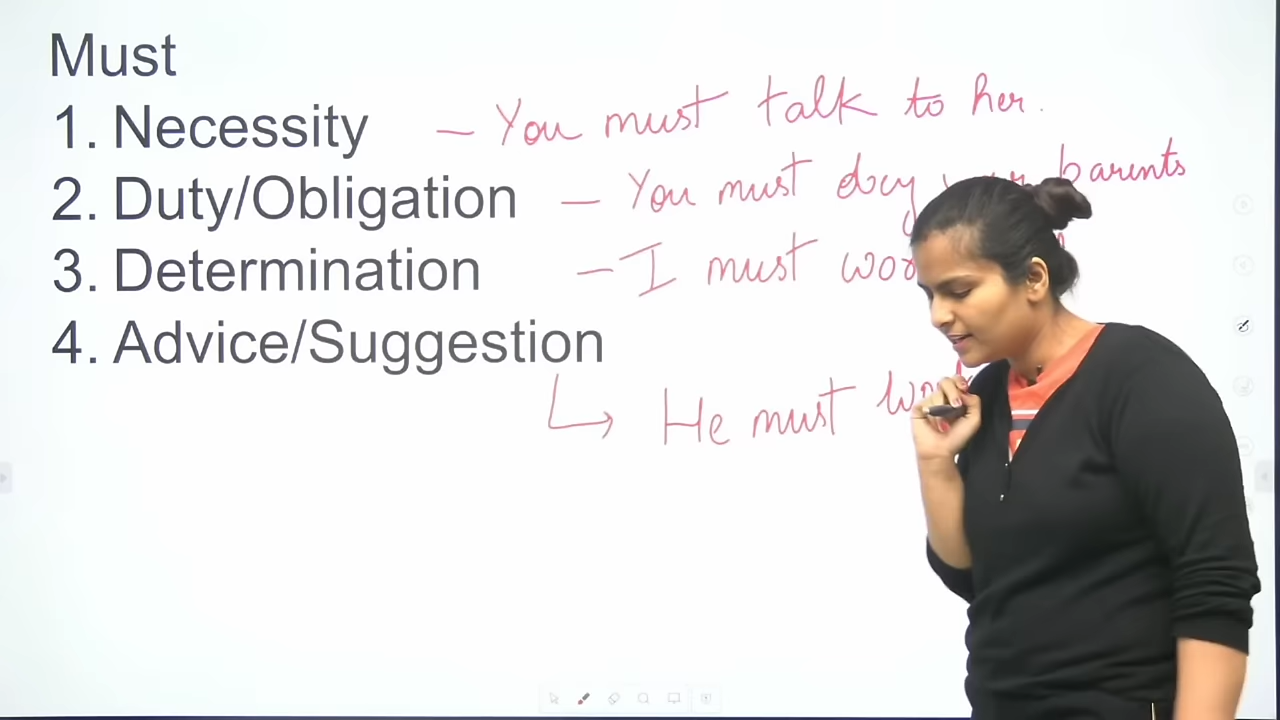 Must
1. Necessity – You must talk to her.
2. Duty/Obligation – You must obey your parents
3. Determination – I must
4. Advice/Suggestion
↳ He must